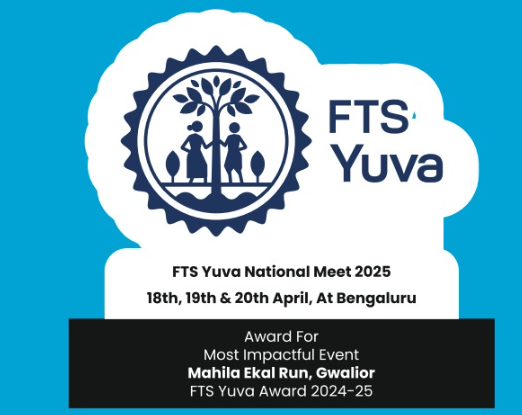 FTS
Yuva
FTS Yuva National Meet 2025
18th, 19th & 20th April, At Bengaluru
Award For
Most Impactful Event
Mahila Ekal Run, Gwalior
FTS Yuva Award 2024-25